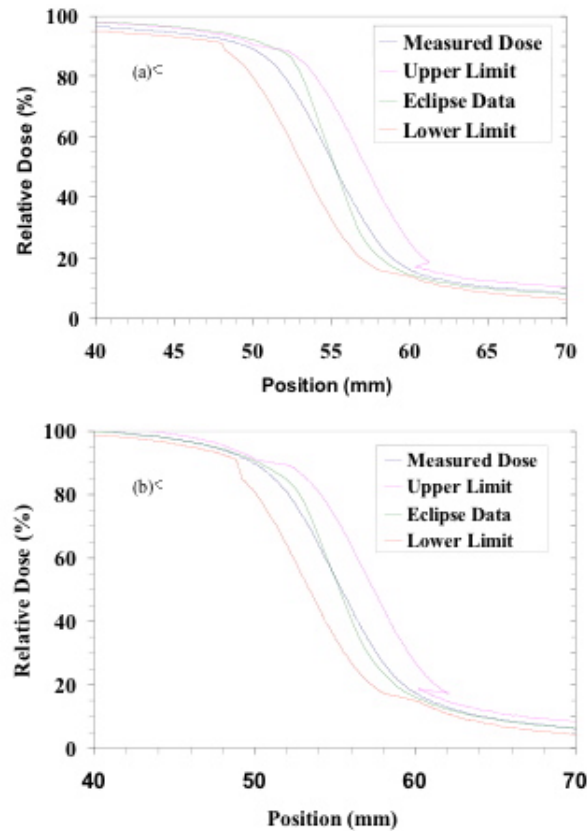 100
80
60
40
20
0
Relative Dose (%)
(a)<
Measured Dose
Upper Limit
Eclipse Data
Lower Limit
40 45 50 55 60 65 70
Position (mm)
100
80
60
40
20
0
Relative Dose (%)
(b)<
Measured Dose
Upper Limit
Eclipse Data
Lower Limit
40 50 60 70
Position (mm)